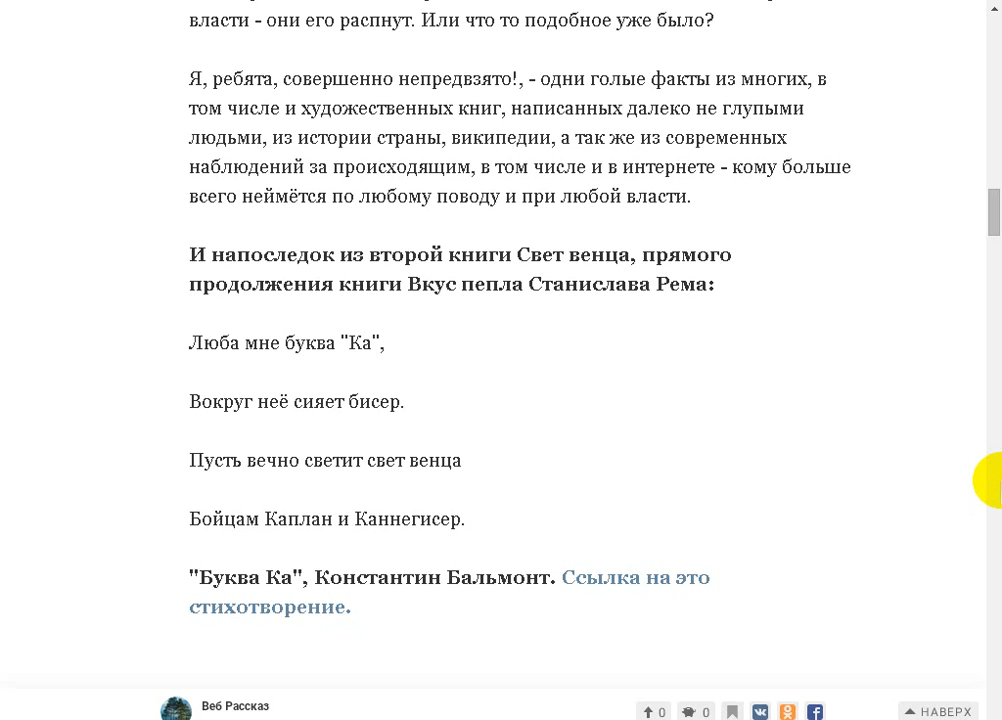 власти - они его распнут. Или что то подобное уже было?
Я, ребята, совершенно непредвзято!, - одни голые факты из многих, в
том числе и художественных книг, написанных далеко не глупыми
людьми, из истории страны, википедии, а так же из современных
наблюдений за происходящим, в том числе и в интернете - кому больше
всего неймётся по любому поводу и при любой власти.
И напоследок из второй книги Свет венца, прямого
продолжения книги Вкус пепла Станислава Рема:
Люба мне буква "Ка",
Вокруг неё сияет бисер.
Пусть вечно светит свет венца
Бойцам Каплан и Каннегисер.
"Буква Ка", Константин Бальмонт. Ссылка на это
стихотворение.
Веб Рассказ
0 0 НАВЕРХ